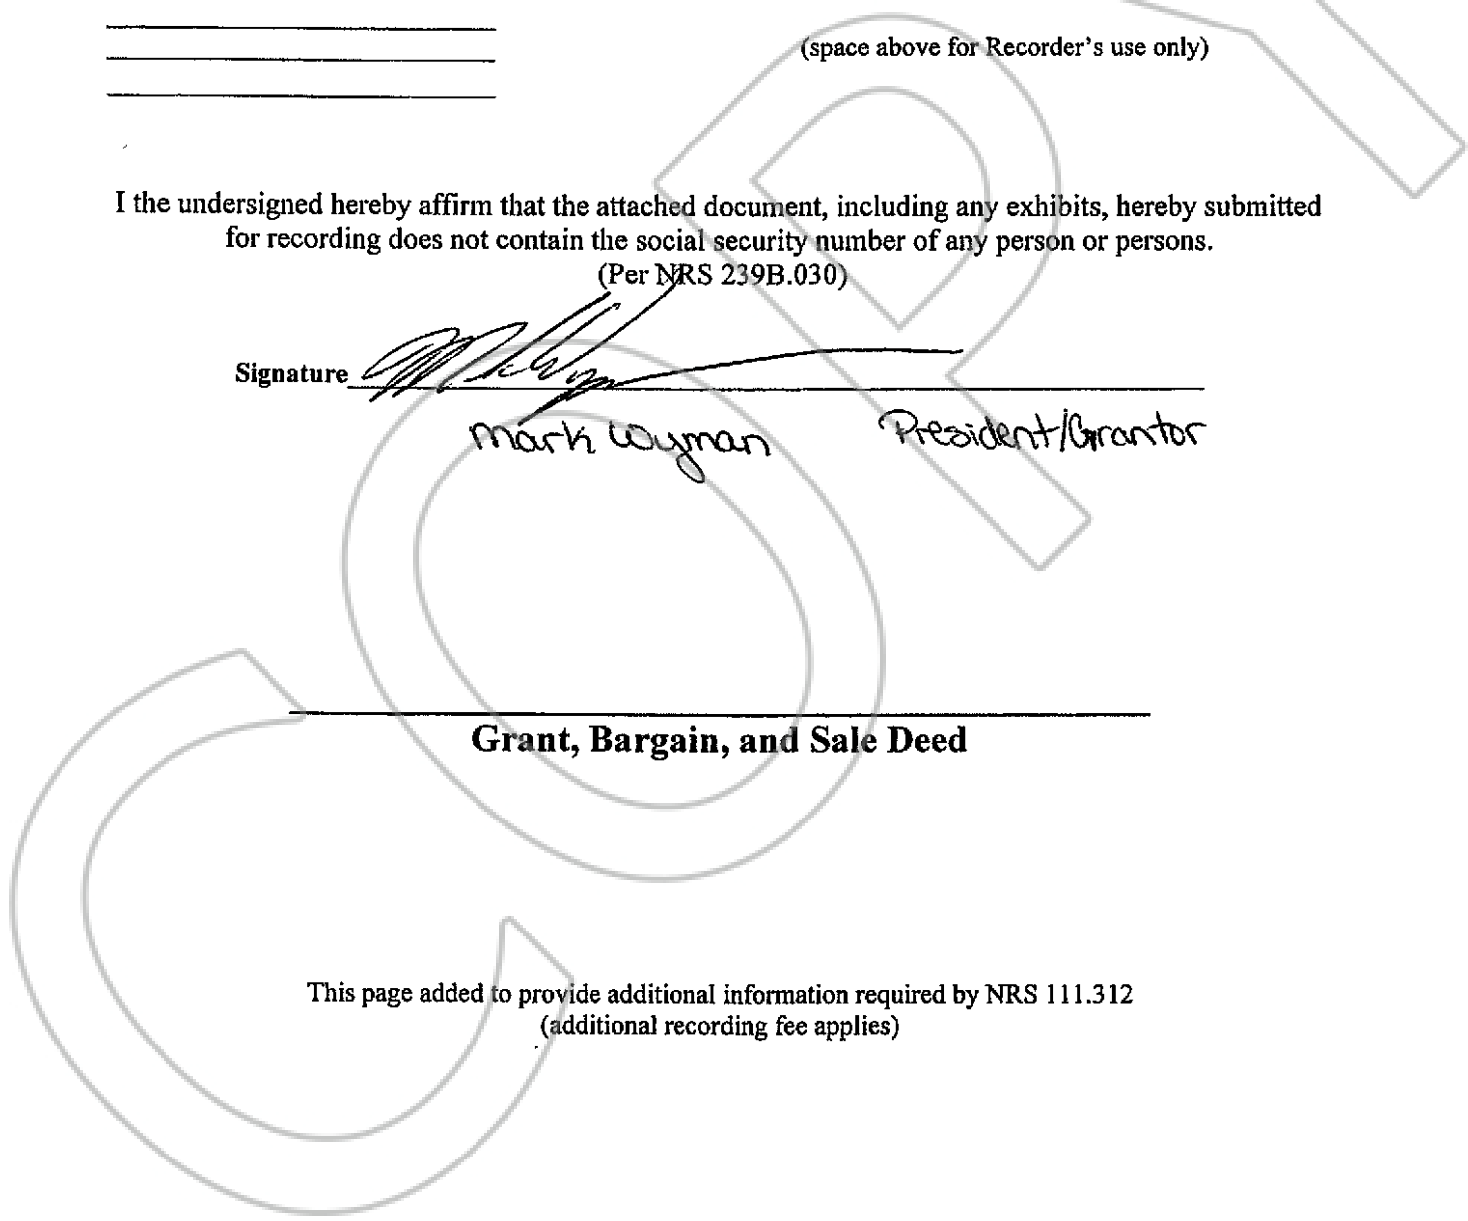 (space above for Recorder's use only)
I the undersigned hereby affirm that the attached document, including any exhibits, hereby submitted
for recording does not contain the social security number of any person or persons.
(Per NRS 239B.030)
Signature
Mark Wyman President/Grantor
Grant, Bargain, and Sale Deed
This page added to provide additional information required by NRS 111.312
(additional recording fee applies)
COPY